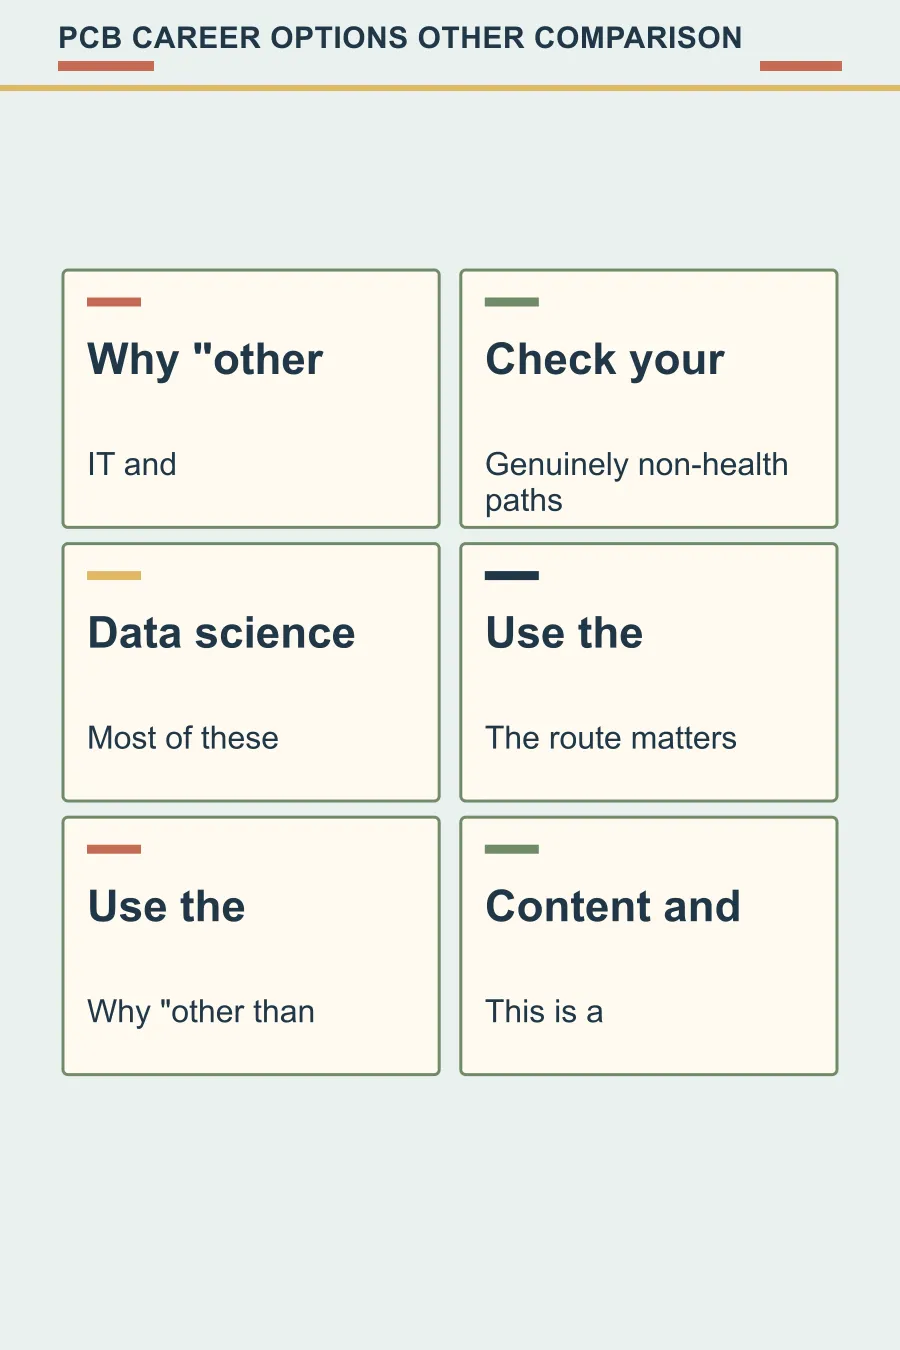 PCB CAREER OPTIONS OTHER COMPARISON
Why "other
IT and
Check your
Genuinely non-health
paths
Data science
Most of these
Use the
The route matters
Use the
Why "other than
Content and
This is a